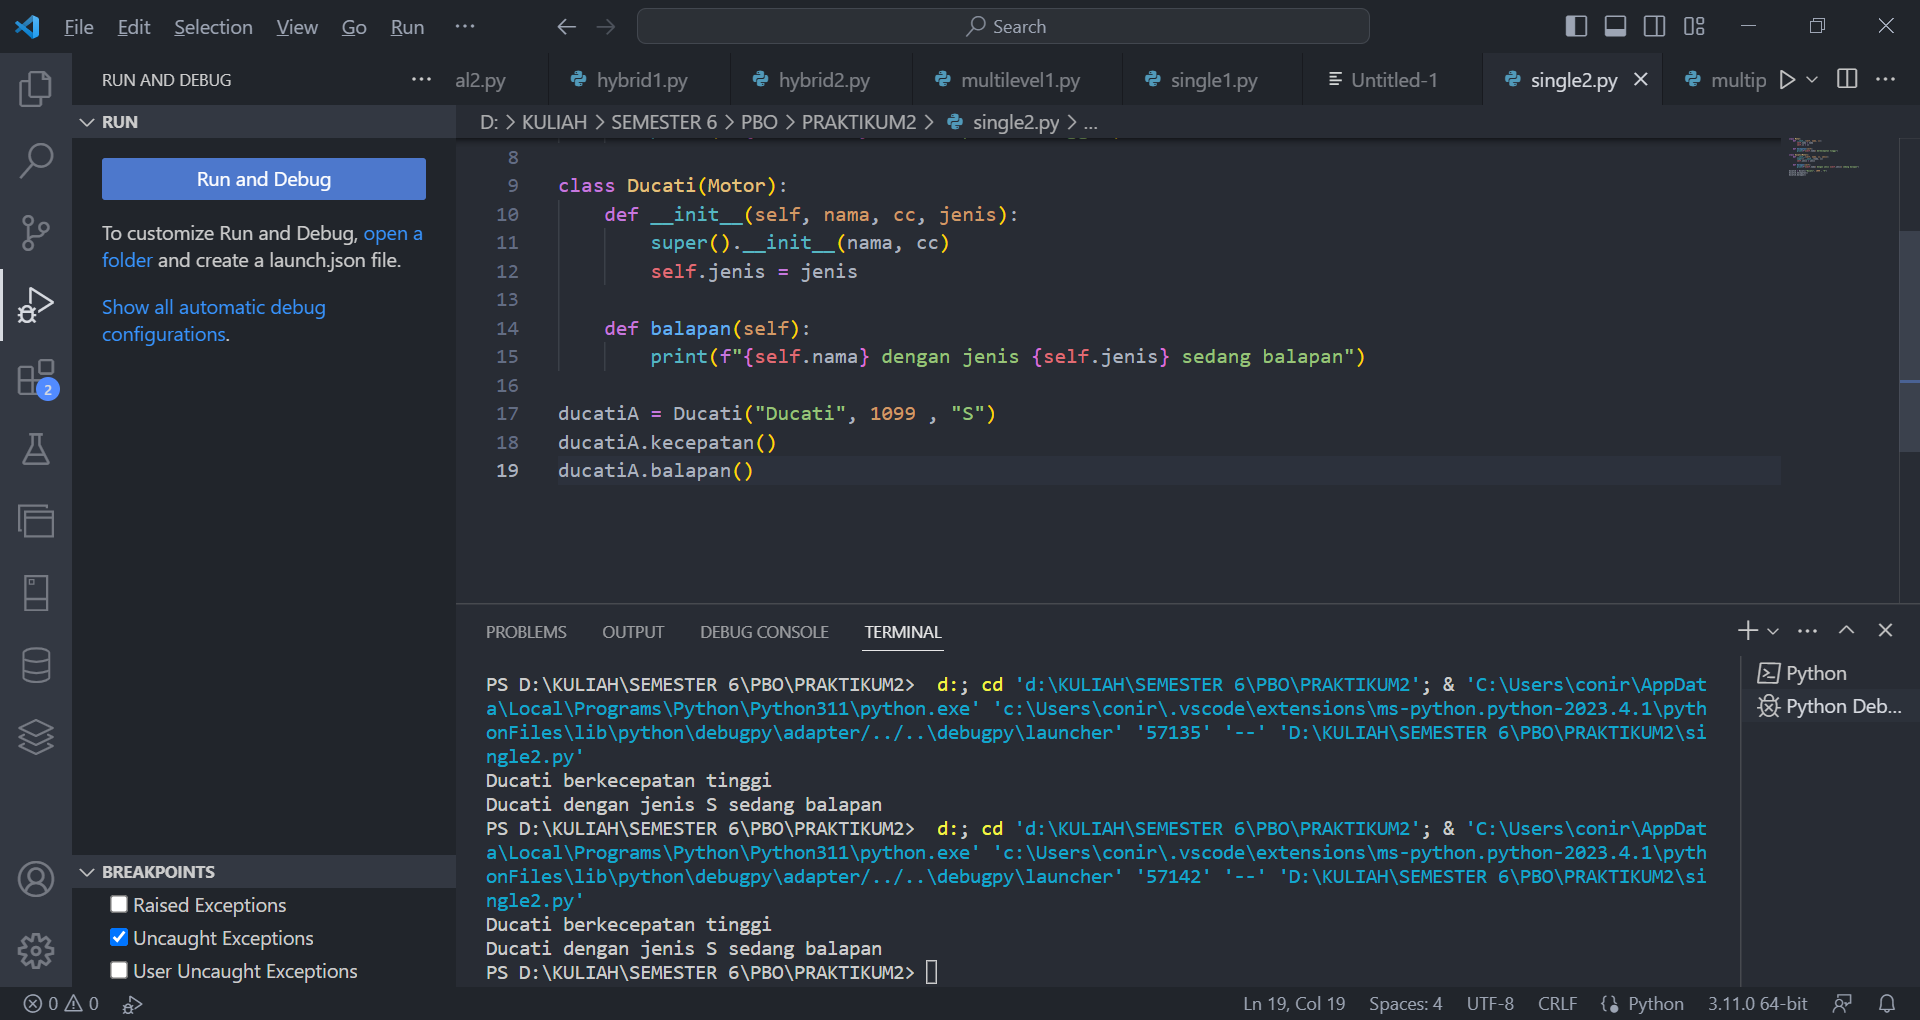 File Edit Selection View Go Run ···
Search
RUN AND DEBUG
al2.py hybrid1.py hybrid2.py multilevel1.py single1.py Untitled-1 single2.py multip
RUN
D: > KULIAH > SEMESTER 6 > PBO > PRAKTIKUM2 > single2.py > ...
Run and Debug
To customize Run and Debug, open a
folder and create a launch.json file.
Show all automatic debug
configurations.
2
8
9 class Ducati(Motor):
10 def __init__(self, nama, cc, jenis):
11 super().__init__(nama, cc)
12 self.jenis = jenis
13
14 def balapan(self):
15 print(f"{self.nama} dengan jenis {self.jenis} sedang balapan")
16
17 ducatiA = Ducati("Ducati", 1099 , "S")
18 ducatiA.kecepatan()
19 ducatiA.balapan()
PROBLEMS OUTPUT DEBUG CONSOLE TERMINAL
PS D:\KULIAH\SEMESTER 6\PBO\PRAKTIKUM2> d:; cd 'd:\KULIAH\SEMESTER 6\PBO\PRAKTIKUM2'; & 'C:\Users\conir\AppDat
a\Local\Programs\Python\Python311\python.exe' 'c:\Users\conir\.vscode\extensions\ms-python.python-2023.4.1\pyth
onFiles\lib\python\debugpy\adapter/../..\debugpy\launcher' '57135' '--' 'D:\KULIAH\SEMESTER 6\PBO\PRAKTIKUM2\si
ngle2.py'
Ducati berkecepatan tinggi
Ducati dengan jenis S sedang balapan
PS D:\KULIAH\SEMESTER 6\PBO\PRAKTIKUM2> d:; cd 'd:\KULIAH\SEMESTER 6\PBO\PRAKTIKUM2'; & 'C:\Users\conir\AppDat
a\Local\Programs\Python\Python311\python.exe' 'c:\Users\conir\.vscode\extensions\ms-python.python-2023.4.1\pyth
onFiles\lib\python\debugpy\adapter/../..\debugpy\launcher' '57142' '--' 'D:\KULIAH\SEMESTER 6\PBO\PRAKTIKUM2\si
ngle2.py'
Ducati berkecepatan tinggi
Ducati dengan jenis S sedang balapan
PS D:\KULIAH\SEMESTER 6\PBO\PRAKTIKUM2>
Python
Python Deb...
BREAKPOINTS
Raised Exceptions
Uncaught Exceptions
User Uncaught Exceptions
0 0
Ln 19, Col 19 Spaces: 4 UTF-8 CRLF Python 3.11.0 64-bit